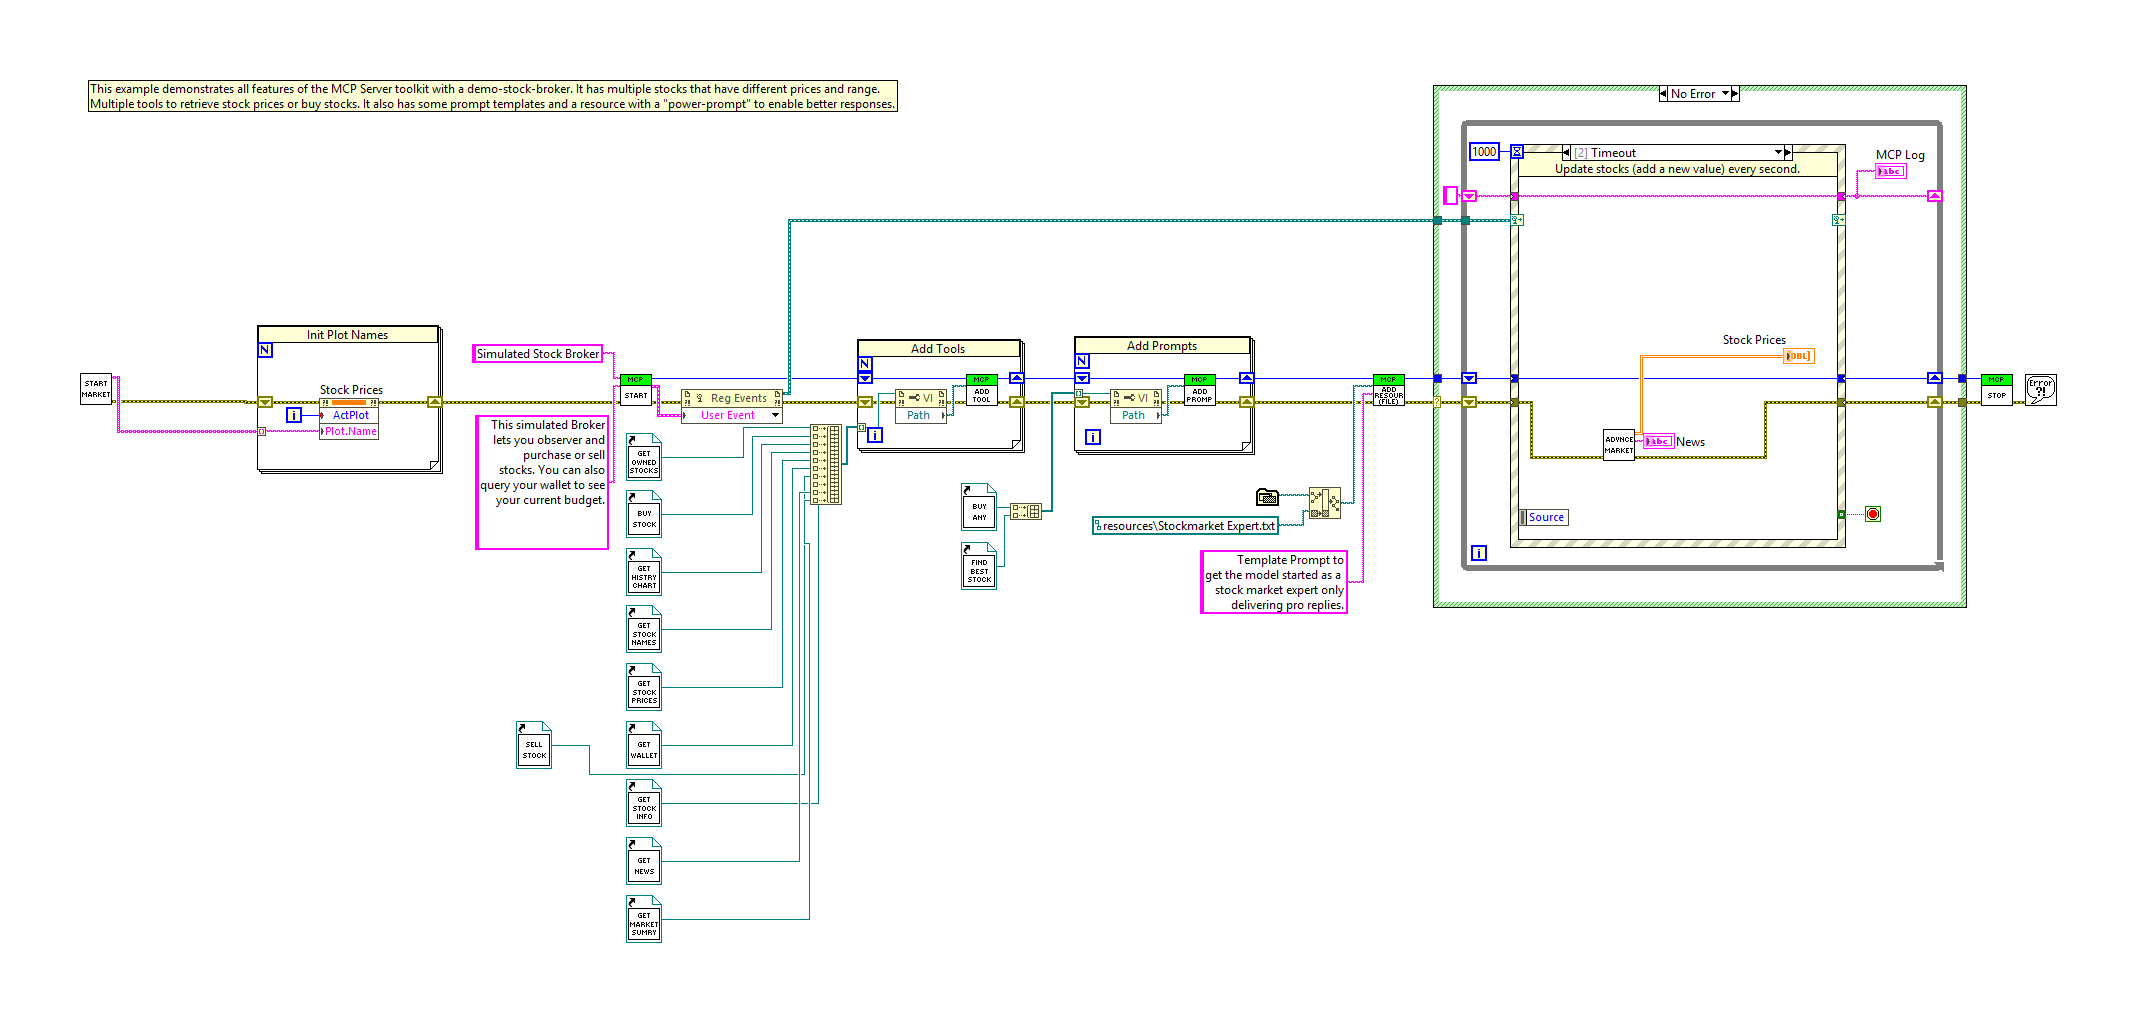 This example demonstrates all features of the MCP Server toolkit with a demo-stock-broker. It has multiple stocks that have different prices and range.
Multiple tools to retrieve stock prices or buy stocks. It also has some prompt templates and a resource with a "power-prompt" to enable better responses.
START
MARKET
Init Plot Names
N
Stock Prices
i
ActPlot
Plot.Name
Simulated Stock Broker
This simulated Broker
lets you observer and
purchase or sell
stocks. You can also
query your wallet to see
your current budget.
MCP
START
Reg Events
User Event
GET
OWNED
STOCKS
BUY
STOCK
GET
HISTRY
CHART
GET
STOCK
NAMES
GET
STOCK
PRICES
SELL
STOCK
GET
WALLET
GET
STOCK
INFO
GET
NEWS
GET
MARKET
SUMRY
Add Tools
N
VI
Path
i
MCP
ADD
TOOL
Add Prompts
N
VI
Path
i
MCP
ADD
PROMP
BUY
ANY
FIND
BEST
STOCK
resources\Stockmarket Expert.txt
Template Prompt to
get the model started as a
stock market expert only
delivering pro replies.
MCP
ADD
RESOUR
(FILE)
No Error
1000
[2] Timeout
Update stocks (add a new value) every second.
MCP Log
abc
Stock Prices
DBL
ADVNCE
MARKET
abc
News
Source
i
MCP
STOP
Error
?!